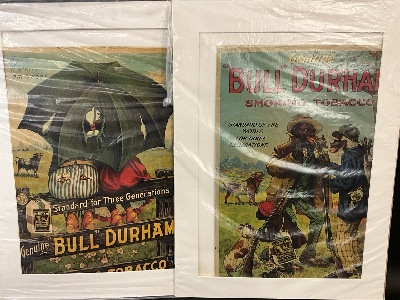 Standard for Three Generations
Genuine
"BULL" DURHAM
TOBACCO
Genuine
"BULL DURHAM
SMOKING TOBACCO
STANDARD OF THE
WORLD
FOR THREE
GENERATIONS